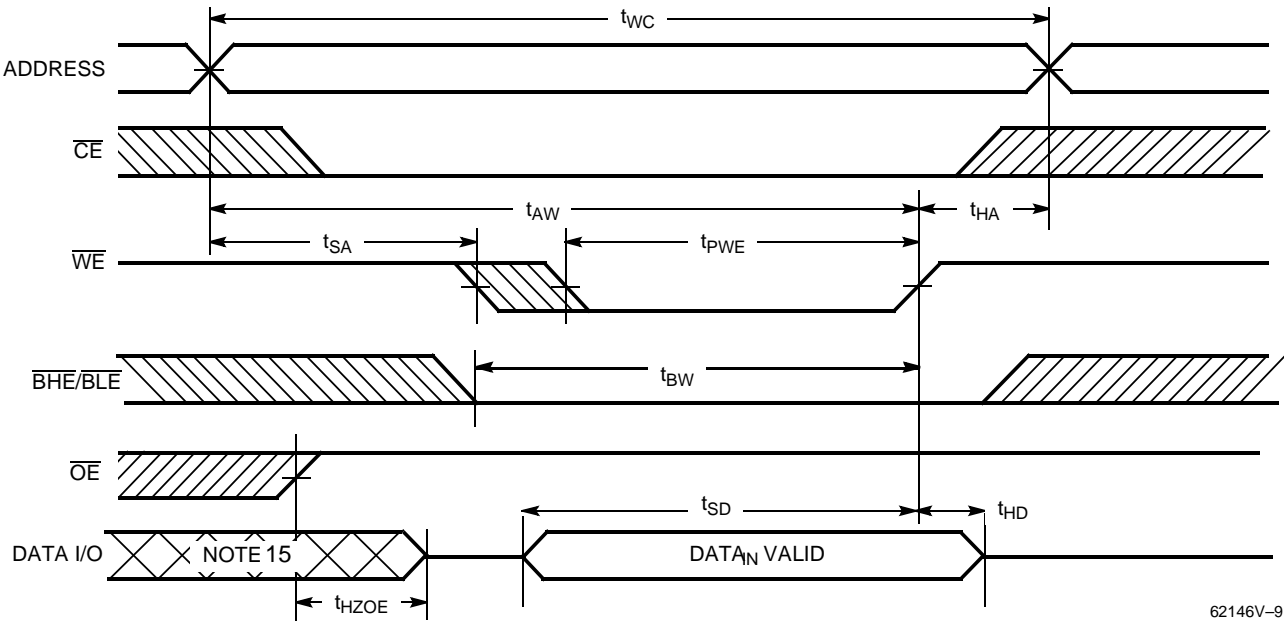 tWC
ADDRESS
CE
tAW
tHA
tSA
tPWE
WE
tBW
BHE/BLE
OE
tSD
tHD
DATA I/O
NOTE 15
DATAIN VALID
tHZOE
62146V–9